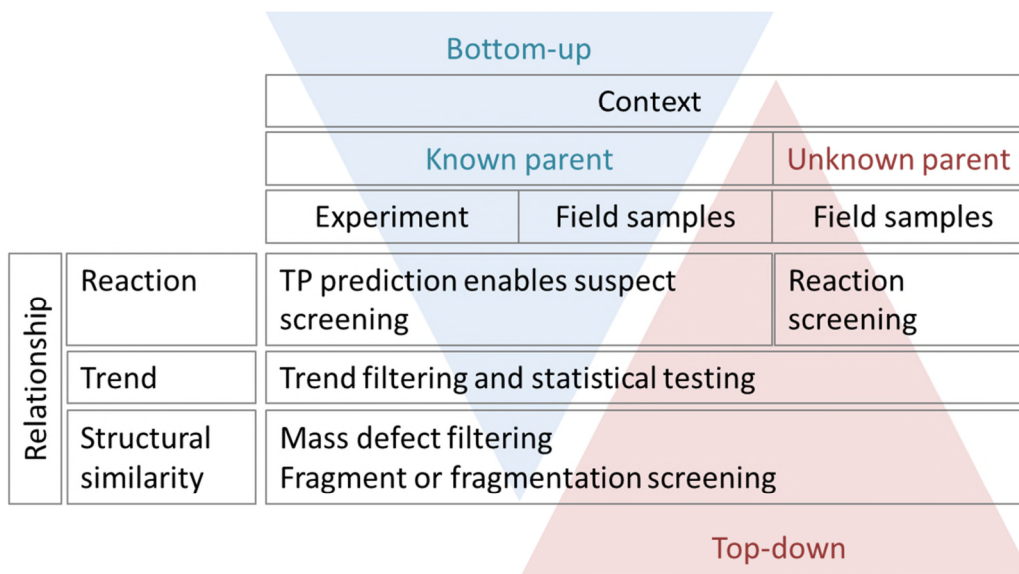 Bottom-up
Context
Known parent
Unknown parent
Experiment
Field samples
Field samples
Relationship
Reaction
TP prediction enables suspect
screening
Reaction
screening
Trend
Trend filtering and statistical testing
Structural
similarity
Mass defect filtering
Fragment or fragmentation screening
Top-down